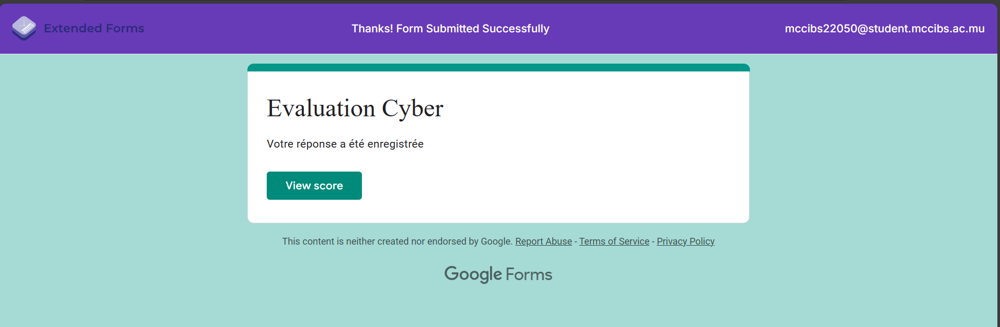 Extended Forms
Thanks! Form Submitted Successfully
mccibs22050@student.mccibs.ac.mu
Evaluation Cyber
Votre réponse a été enregistrée
View score
This content is neither created nor endorsed by Google. Report Abuse - Terms of Service - Privacy Policy
Google Forms